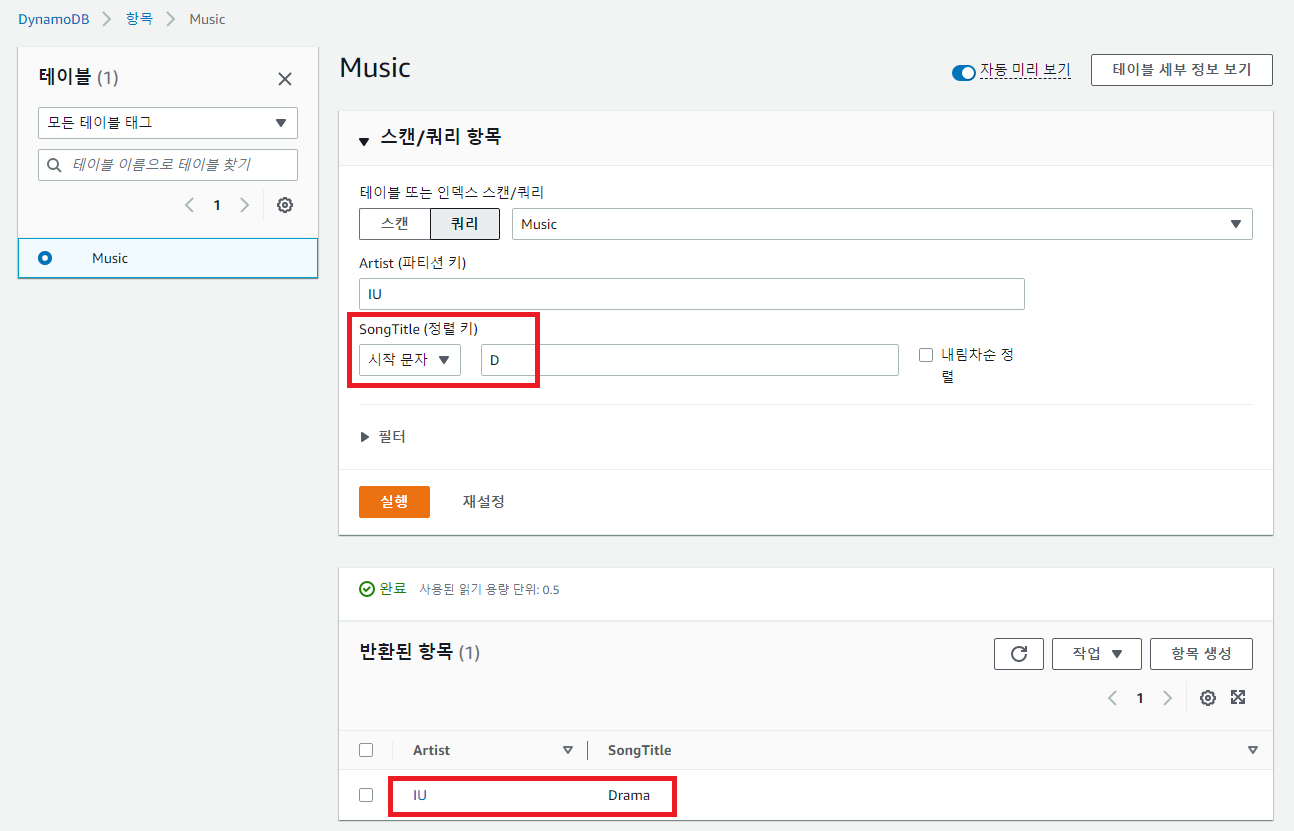 DynamoDB > 항목 > Music
테이블 (1)
모든 테이블 태그
테이블 이름으로 테이블 찾기
1
Music
Music
자동 미리 보기
테이블 세부 정보 보기
스캔/쿼리 항목
테이블 또는 인덱스 스캔/쿼리
스캔 쿼리 Music
Artist (파티션 키)
IU
SongTitle (정렬 키)
시작 문자 D
내림차순 정
렬
필터
실행 재설정
완료 사용된 읽기 용량 단위: 0.5
반환된 항목 (1)
작업 항목 생성
1
Artist SongTitle
IU Drama